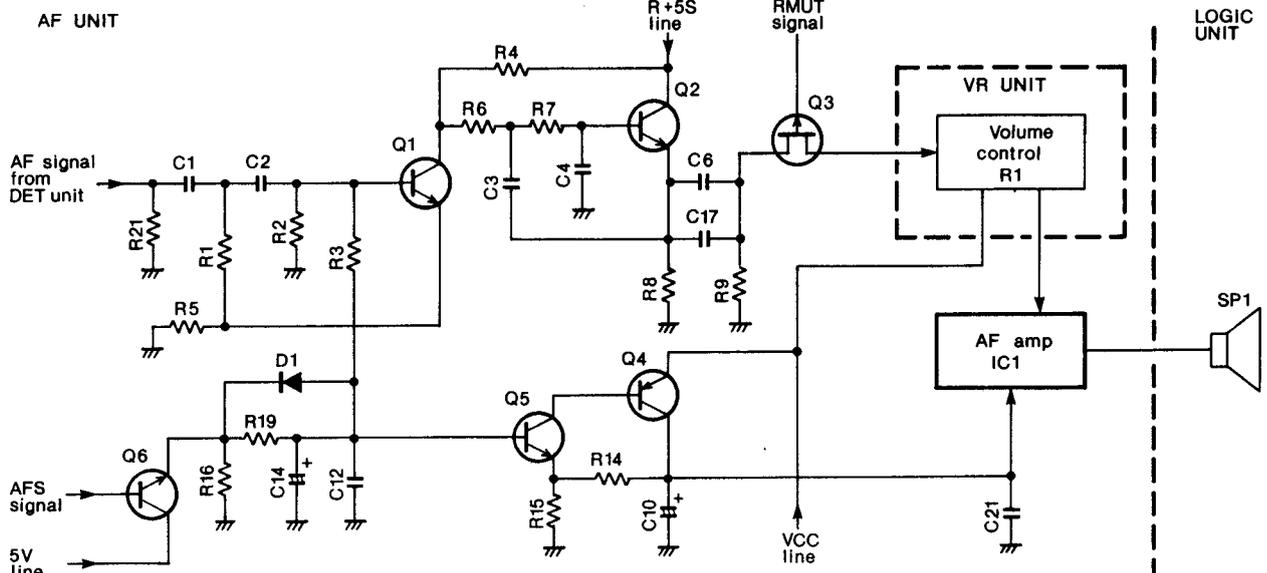 AF UNIT
R+5S
line
RMUT
signal
LOGIC
UNIT
R4
Q2
VR UNIT
R6
R7
Q3
Q1
Volume
control
R1
AF signal
from
DET unit
C1
C2
C3
C4
C6
C17
R21
R1
R2
R3
R8
R9
R5
SP1
AF amp
IC1
D1
Q4
Q5
R19
Q6
R16
C14
+
C12
R14
AFS
signal
R15
C10
+
C21
VCC
line
5V
line